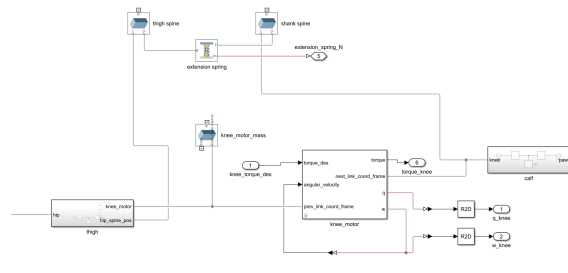 thigh spine
shank spine
extension_spring_N
5
extension spring
knee_motor_mass
1
knee_torque_des
torque_des
torque
6
torque_knee
next_link_coord_frame
angular_velocity
q
prev_link_coord_frame
w
knee_motor
R2D
1
q_knee
R2D
2
w_knee
knee
paw
calf
hip
knee_motor
hip_spine_pos
thigh